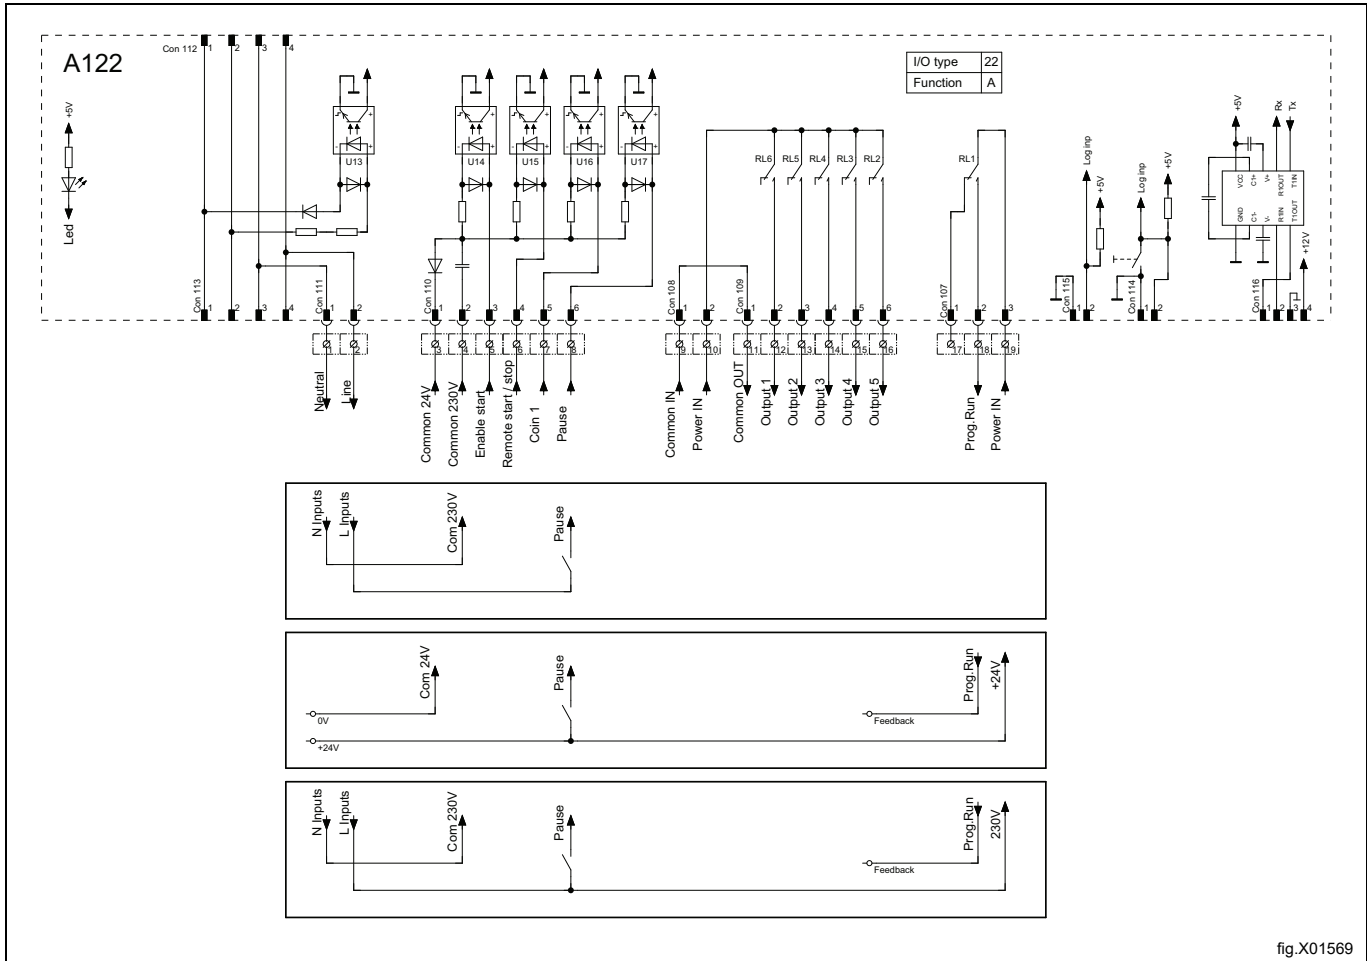 A122
Con 112
1
2
3
4
I/O type 22
Function A
+5V
Led
U13
U14
U15
U16
U17
RL6
RL5
RL4
RL3
RL2
RL1
Log inp
+5V
Log inp
+5V
+5V
Rx
Tx
VCC
C1+
V+
R1OUT
T1IN
GND
C1-
V-
R1IN
T1OUT
+12V
Con 113
1
2
3
4
Con 111
1
2
Con 110
1
2
3
4
5
6
Con 108
1
2
Con 109
1
2
3
4
5
6
Con 107
1
2
3
Con 115
1
2
Con 114
1
2
Con 116
1
2
3
4
1
2
3
4
5
6
7
8
9
10
11
12
13
14
15
16
17
18
19
Neutral
Line
Common 24V
Common 230V
Enable start
Remote start / stop
Coin 1
Pause
Common IN
Power IN
Common OUT
Output 1
Output 2
Output 3
Output 4
Output 5
Prog.Run
Power IN
N Inputs
L Inputs
Com 230V
Pause
Com 24V
Pause
Prog.Run
+24V
0V
+24V
Feedback
N Inputs
L Inputs
Com 230V
Pause
Prog.Run
230V
Feedback
fig.X01569